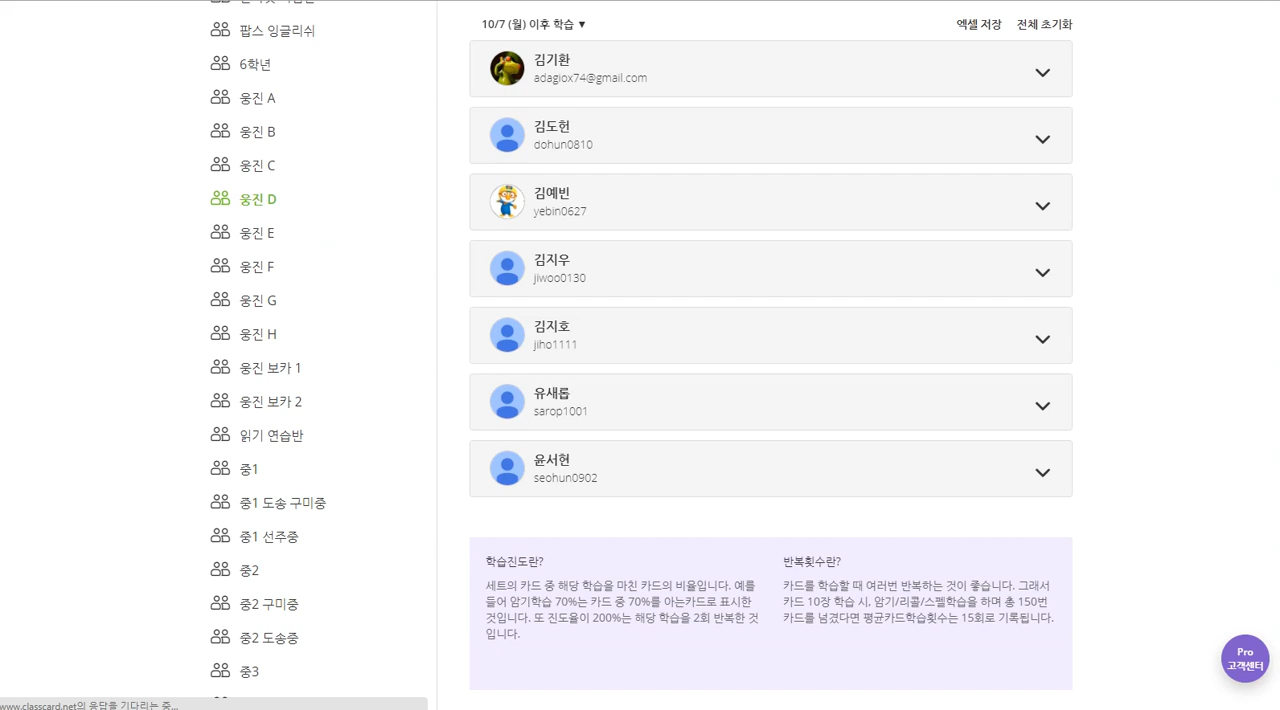 팝스 잉글리쉬
6학년
웅진 A
웅진 B
웅진 C
웅진 D
웅진 E
웅진 F
웅진 G
웅진 H
웅진 보카 1
웅진 보카 2
읽기 연습반
중1
중1 도송 구미중
중1 선주중
중2
중2 구미중
중2 도송중
중3
www.classcard.net의 응답을 기다리는 중...
10/7 (월) 이후 학습 ▼
엑셀 저장 전체 초기화
김기환
adagiox74@gmail.com
김도헌
dohun0810
김예빈
yebin0627
김지우
jiwoo0130
김지호
jiho1111
유새롭
sarop1001
윤서현
seohun0902
학습진도란?
세트의 카드 중 해당 학습을 마친 카드의 비율입니다. 예를
들어 암기학습 70%는 카드 중 70%를 아는카드로 표시한
것입니다. 또 진도율이 200%는 해당 학습을 2회 반복한 것
입니다.
반복횟수란?
카드를 학습할 때 여러번 반복하는 것이 좋습니다. 그래서
카드 10장 학습 시, 암기/리콜/스펠학습을 하며 총 150번
카드를 넘겼다면 평균카드학습횟수는 15회로 기록됩니다.
Pro
고객센터